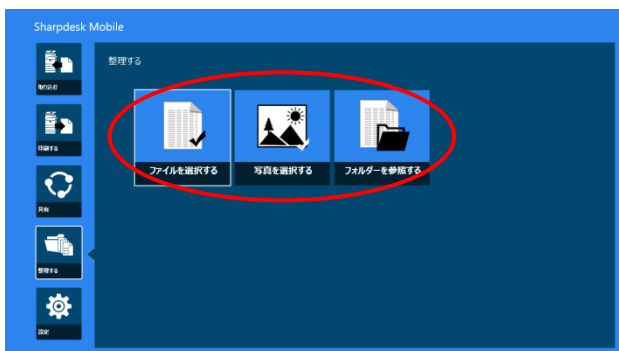 Sharpdesk Mobile
整理する
取り込む
印刷する
共有
整理する
設定
ファイルを選択する
写真を選択する
フォルダーを参照する